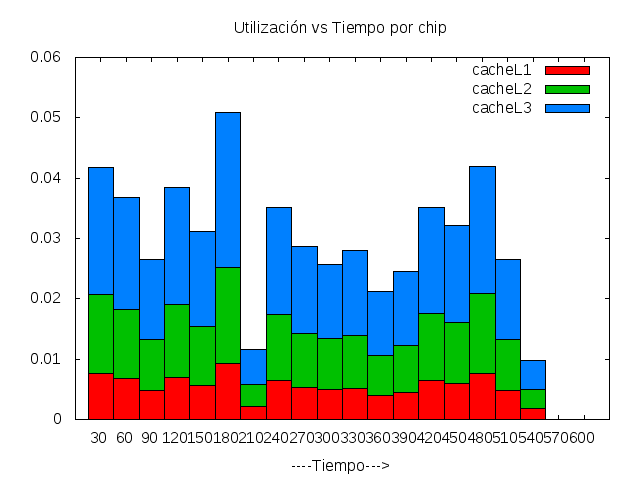 Utilización vs Tiempo por chip
0.06
0.05
0.04
0.03
0.02
0.01
0
cacheL1
cacheL2
cacheL3
30 60 90 120 150 180 210 240 270 300 330 360 390 420 450 480 510 540 570 600
----Tiempo--->